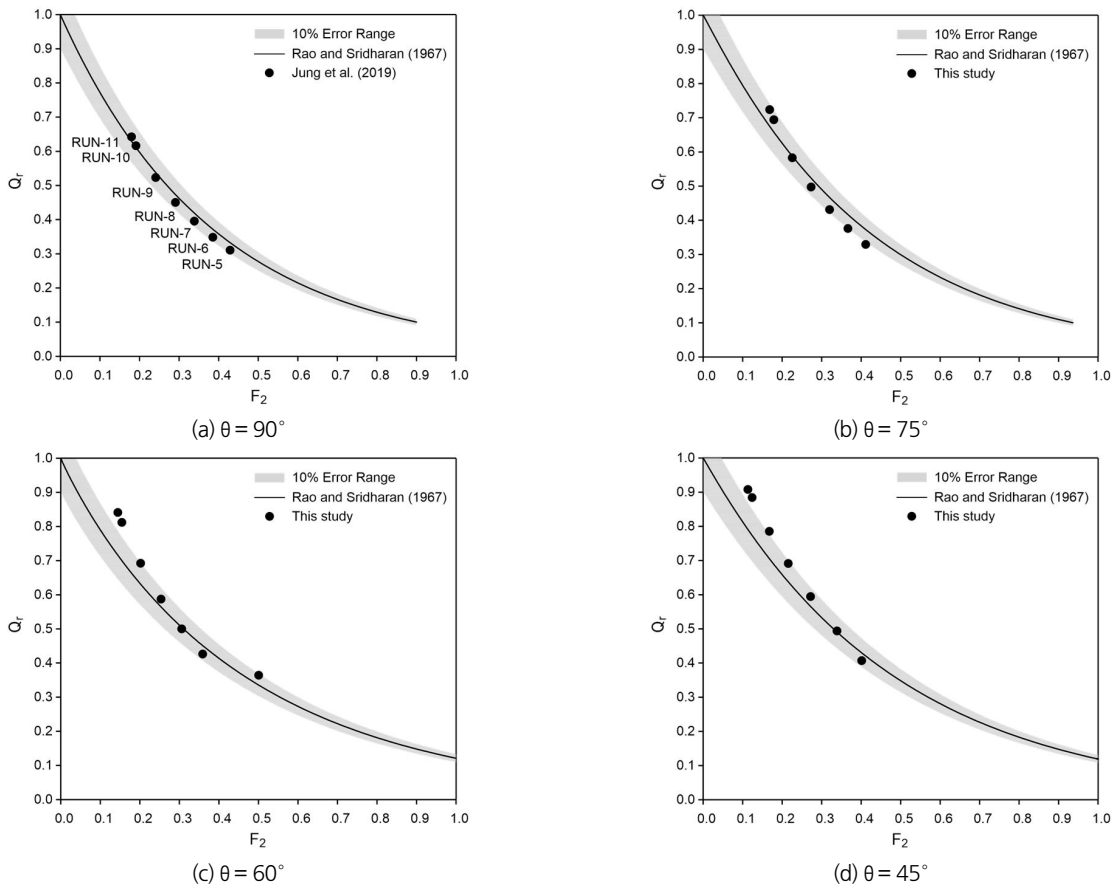 1.0
0.9
0.8
0.7
0.6
0.5
0.4
0.3
0.2
0.1
0.0
Qr
10% Error Range
Rao and Sridharan (1967)
Jung et al. (2019)
RUN-11
RUN-10
RUN-9
RUN-8
RUN-7
RUN-6
RUN-5
0.0 0.1 0.2 0.3 0.4 0.5 0.6 0.7 0.8 0.9 1.0
F2
(a) θ = 90°
1.0
0.9
0.8
0.7
0.6
0.5
0.4
0.3
0.2
0.1
0.0
Qr
10% Error Range
Rao and Sridharan (1967)
This study
0.0 0.1 0.2 0.3 0.4 0.5 0.6 0.7 0.8 0.9 1.0
F2
(b) θ = 75°
1.0
0.9
0.8
0.7
0.6
0.5
0.4
0.3
0.2
0.1
0.0
Qr
10% Error Range
Rao and Sridharan (1967)
This study
0.0 0.1 0.2 0.3 0.4 0.5 0.6 0.7 0.8 0.9 1.0
F2
(c) θ = 60°
1.0
0.9
0.8
0.7
0.6
0.5
0.4
0.3
0.2
0.1
0.0
Qr
10% Error Range
Rao and Sridharan (1967)
This study
0.0 0.1 0.2 0.3 0.4 0.5 0.6 0.7 0.8 0.9 1.0
F2
(d) θ = 45°